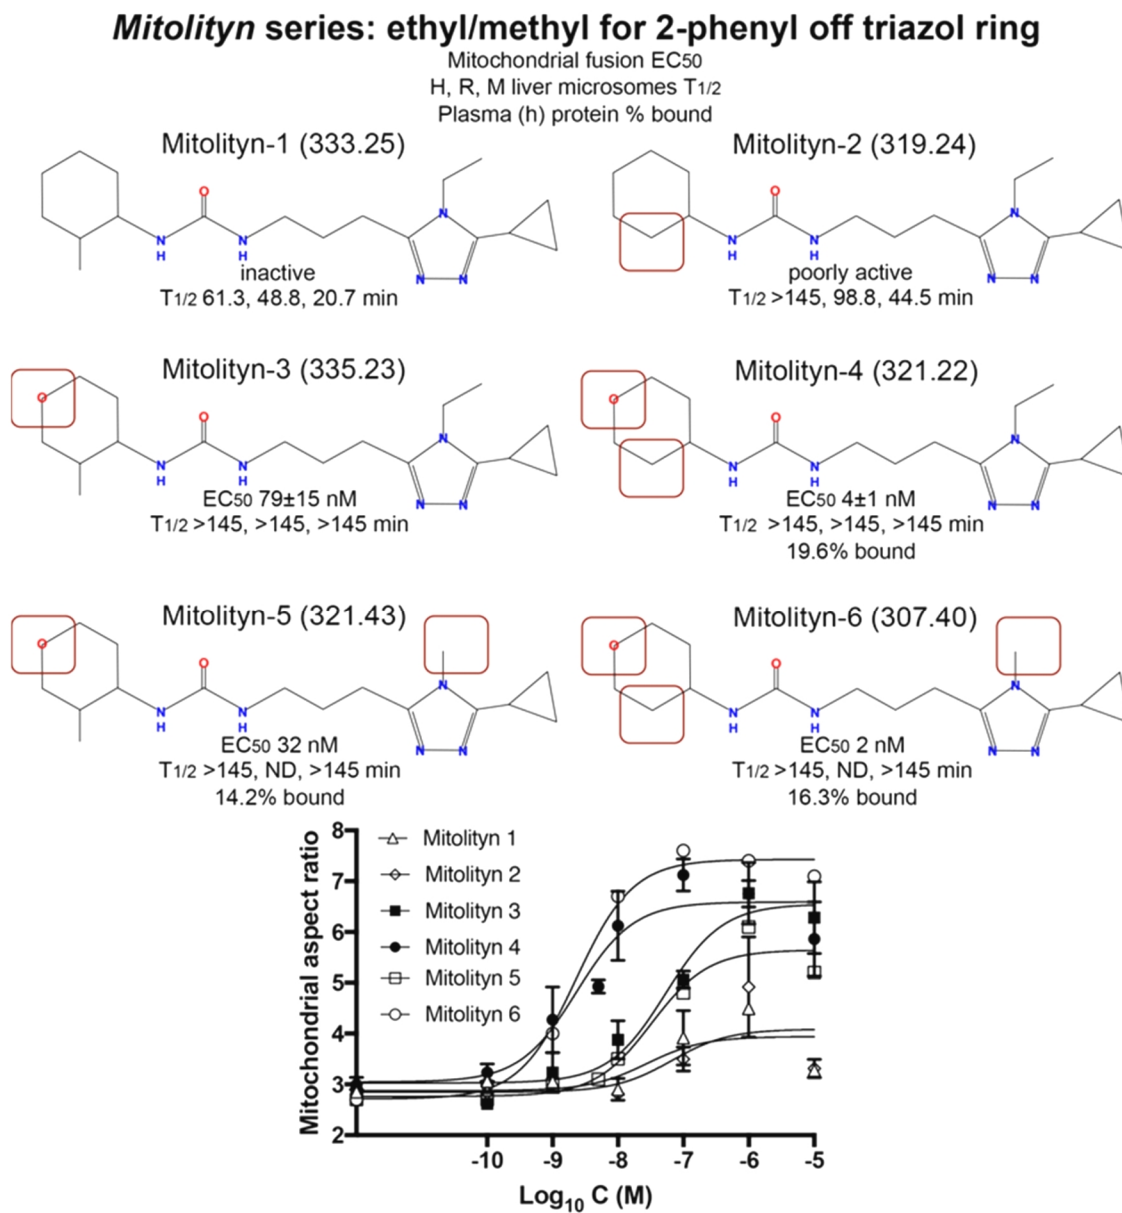 Mitolityn series: ethyl/methyl for 2-phenyl off triazol ring
Mitochondrial fusion EC50
H, R, M liver microsomes T1/2
Plasma (h) protein % bound
Mitolityn-1 (333.25)
O
N
H
N
H
N
N
N
inactive
T1/2 61.3, 48.8, 20.7 min
Mitolityn-2 (319.24)
O
N
H
N
H
N
N
N
poorly active
T1/2 >145, 98.8, 44.5 min
Mitolityn-3 (335.23)
O
O
N
H
N
H
N
N
N
EC50 79±15 nM
T1/2 >145, >145, >145 min
Mitolityn-4 (321.22)
O
O
N
H
N
H
N
N
N
EC50 4±1 nM
T1/2 >145, >145, >145 min
19.6% bound
Mitolityn-5 (321.43)
O
O
N
H
N
H
N
N
N
EC50 32 nM
T1/2 >145, ND, >145 min
14.2% bound
Mitolityn-6 (307.40)
O
O
N
H
N
H
N
N
N
EC50 2 nM
T1/2 >145, ND, >145 min
16.3% bound
Mitochondrial aspect ratio
8
7
6
5
4
3
2
Mitolityn 1
Mitolityn 2
Mitolityn 3
Mitolityn 4
Mitolityn 5
Mitolityn 6
-10 -9 -8 -7 -6 -5
Log10 C (M)